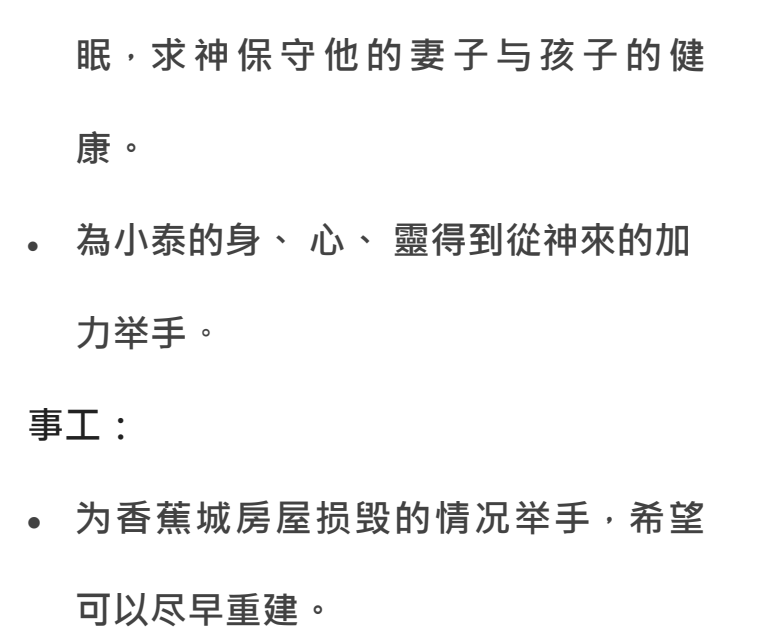 眠，求神保守他的妻子与孩子的健
康。
• 為小泰的身、 心、 靈得到從神來的加
力举手。
事工：
• 为香蕉城房屋损毁的情况举手，希望
可以尽早重建。